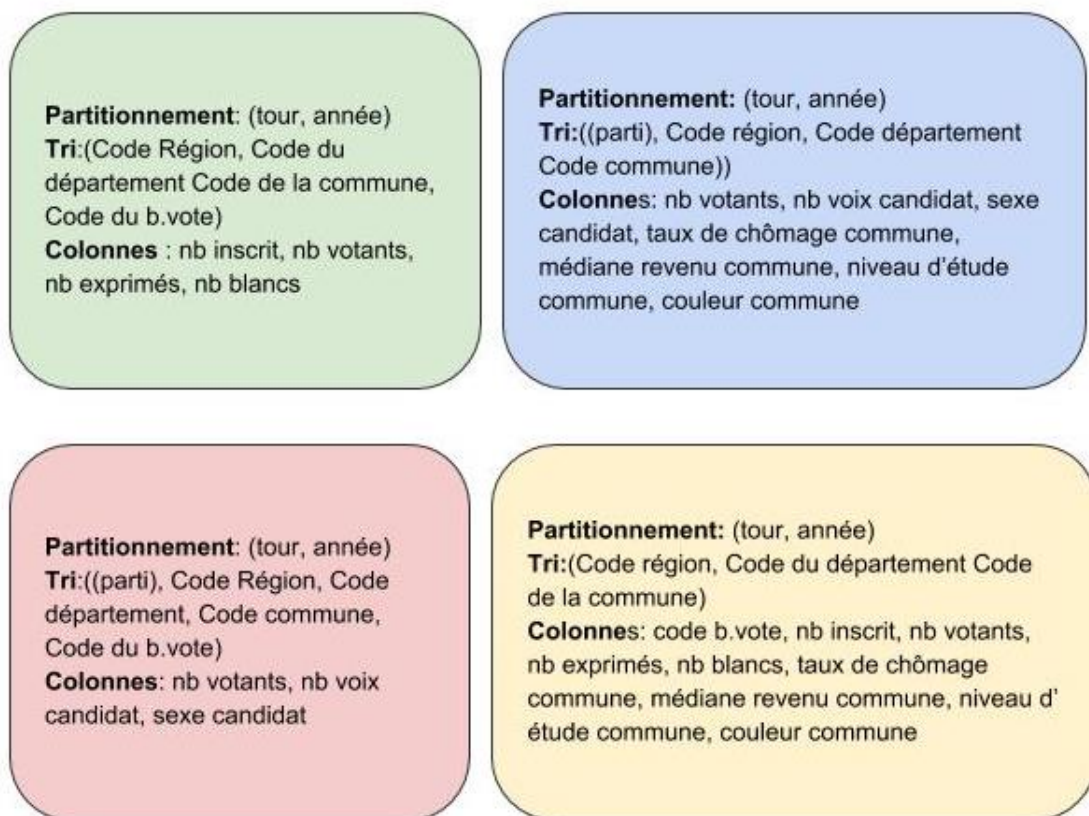 Partitionnement: (tour, année)
Tri:(Code Région, Code du
département Code de la commune,
Code du b.vote)
Colonnes : nb inscrit, nb votants,
nb exprimés, nb blancs
Partitionnement: (tour, année)
Tri:((parti), Code région, Code département
Code commune))
Colonnes: nb votants, nb voix candidat, sexe
candidat, taux de chômage commune,
médiane revenu commune, niveau d'étude
commune, couleur commune
Partitionnement: (tour, année)
Tri:((parti), Code Région, Code
département, Code commune,
Code du b.vote)
Colonnes: nb votants, nb voix
candidat, sexe candidat
Partitionnement: (tour, année)
Tri:(Code région, Code du département Code
de la commune)
Colonnes: code b.vote, nb inscrit, nb votants,
nb exprimés, nb blancs, taux de chômage
commune, médiane revenu commune, niveau d'
étude commune, couleur commune